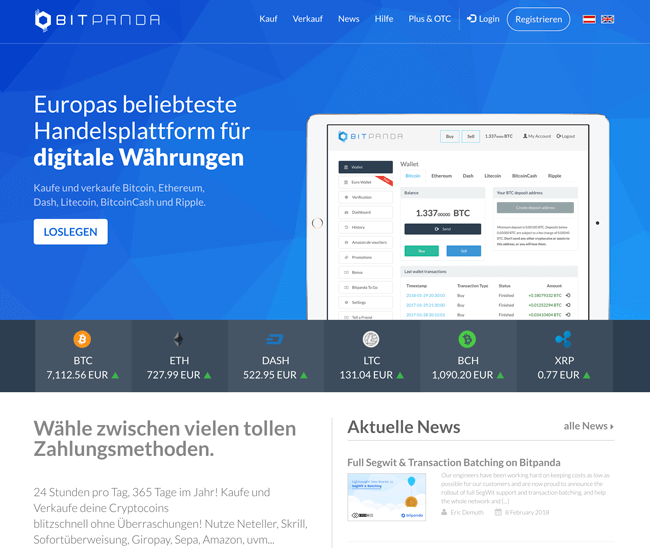 BITPANDA
Kauf Verkauf News Hilfe Plus & OTC Login Registrieren
Europas beliebteste
Handelsplattform für
digitale Währungen
Kaufe und verkaufe Bitcoin, Ethereum,
Dash, Litecoin, BitcoinCash und Ripple.
LOSLEGEN
BITPANDA Buy Sell 1.337 BTC My Account Logout
Wallet
Euro Wallet
Verification
Dashboard
History
Amazon.de vouchers
Promotions
Bonus
Bitpanda To Go
Settings
Tell a Friend
Wallet
Bitcoin Ethereum Dash Litecoin BitcoinCash Ripple
Balance
1.33700000 BTC
Send
Buy Sell
Your BTC deposit address
Create deposit address
Last wallet transactions
Timestamp Transaction Type Status Amount
Buy Finished
Buy Finished
Buy Finished
BTC
7,112.56 EUR
ETH
727.99 EUR
DASH
522.95 EUR
LTC
131.04 EUR
BCH
1,090.20 EUR
XRP
0.77 EUR
Wähle zwischen vielen tollen
Zahlungsmethoden.
24 Stunden pro Tag, 365 Tage im Jahr! Kaufe und
Verkaufe deine Cryptocoins
blitzschnell ohne Überraschungen! Nutze Neteller, Skrill,
Sofortüberweisung, Giropay, Sepa, Amazon, uvm...
Aktuelle News alle News
Full Segwit & Transaction Batching on Bitpanda
Our engineers have been working hard on keeping costs as low as
possible for our customers and are now proud to announce the
rollout of full SegWit support and transaction batching, and help
the whole network and [...]
Eric Demuth 8 February 2018
bitpanda